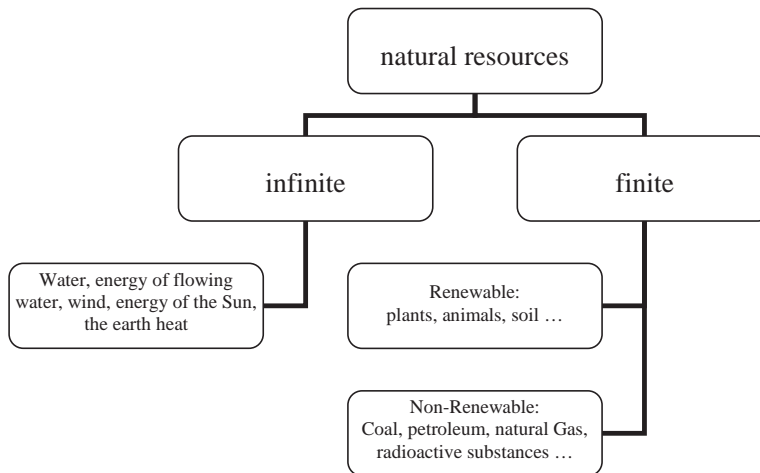 natural resources
infinite
finite
Water, energy of flowing
water, wind, energy of the Sun,
the earth heat
Renewable:
plants, animals, soil …
Non-Renewable:
Coal, petroleum, natural Gas,
radioactive substances …